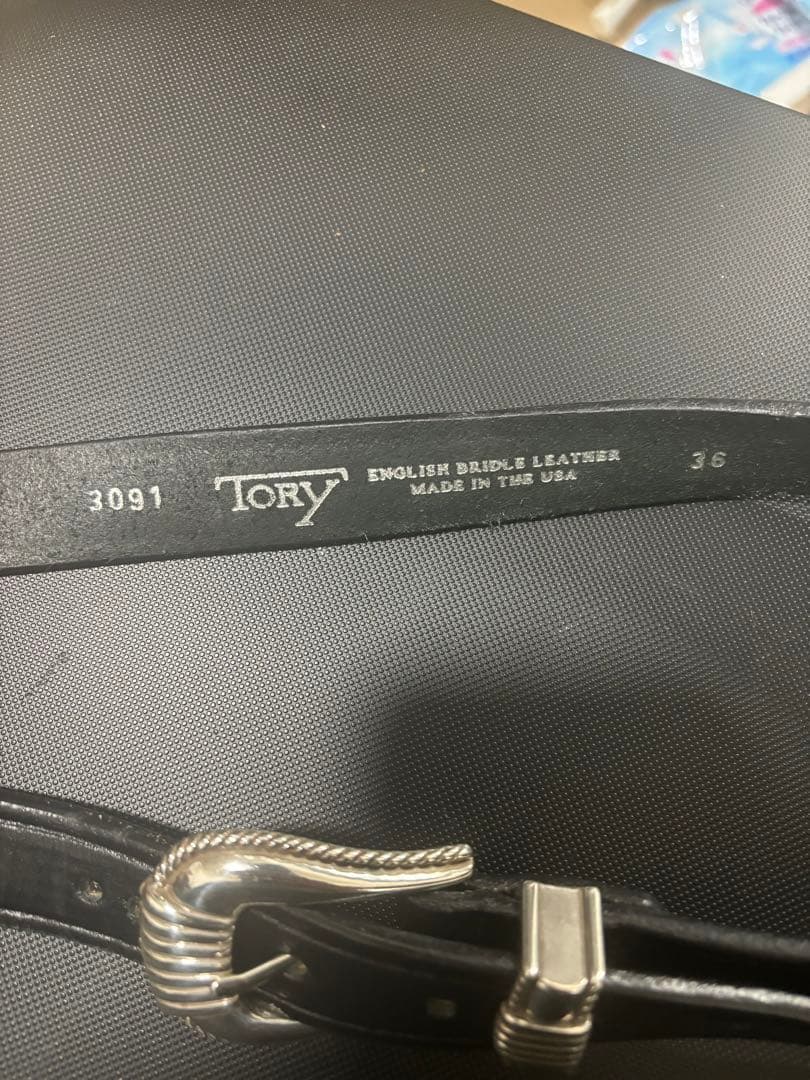 3091
TORY
ENGLISH BRIDLE LEATHER
MADE IN THE USA
36